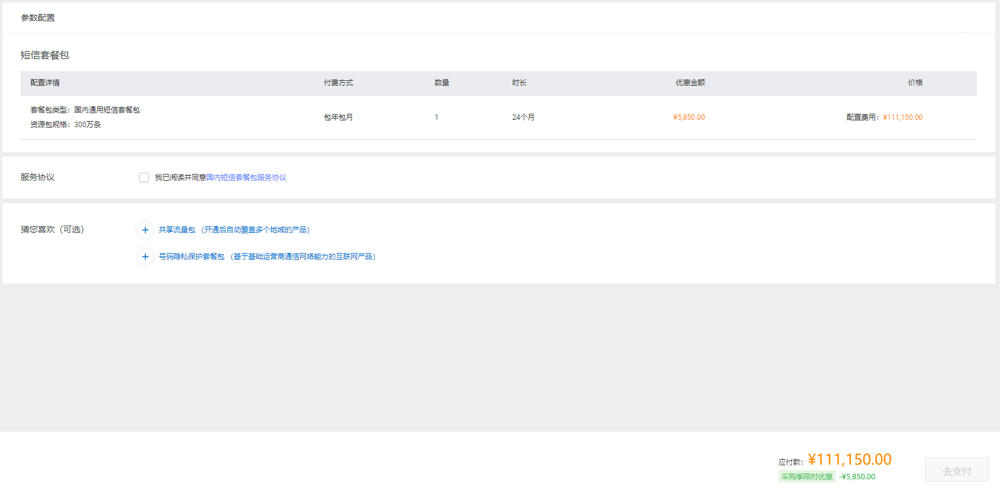 参数配置
短信套餐包
配置详情 付费方式 数量 时长 优惠金额 价格
套餐包类型：国内通用短信套餐包
资源包规格：300万条
包年包月 1 24个月 ¥5,850.00 配置费用：¥111,150.00
服务协议 我已阅读并同意国内短信套餐包服务协议
猜您喜欢（可选） 共享流量包 （开通后自动覆盖多个地域的产品）
号码隐私保护套餐包 （基于基础运营商通信网络能力的互联网产品）
应付款：¥111,150.00
采购季限时优惠 -¥5,850.00
去支付